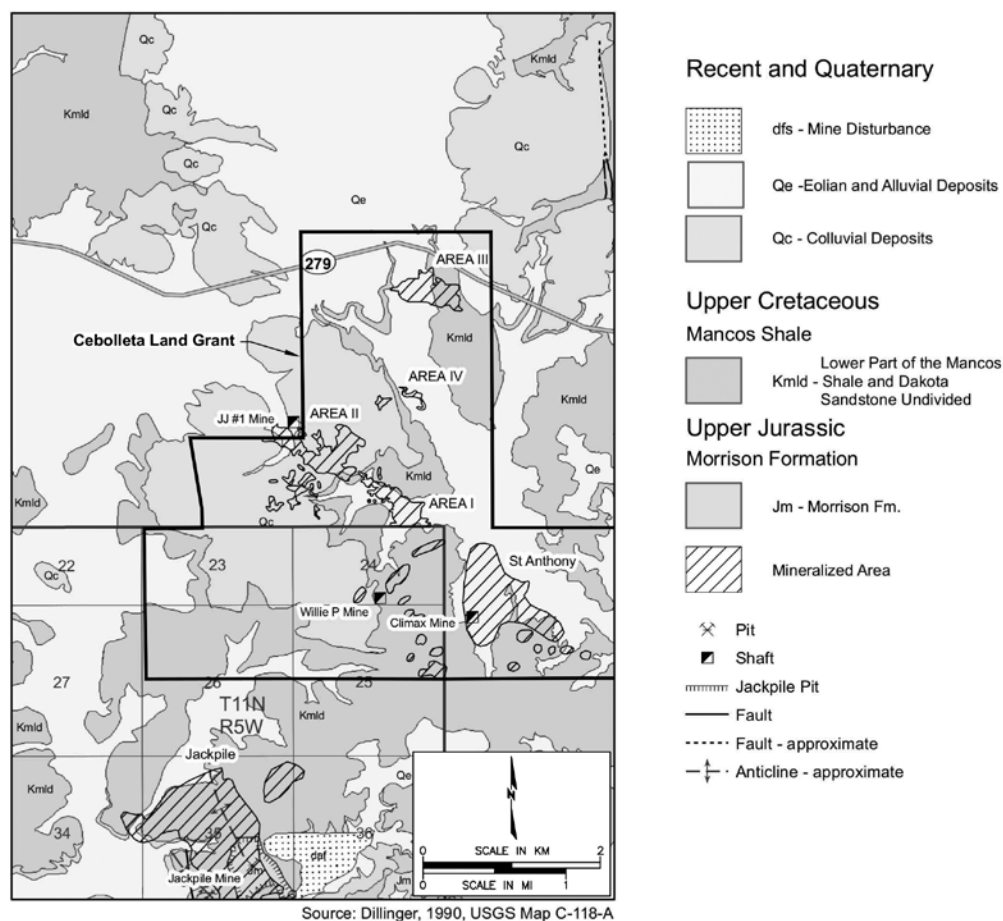 Qc
Kmld
Qc
Qc
Kmld
Qc
Qe
Qc
279
AREA III
Cebolleta Land Grant
Kmld
AREA IV
JJ #1 Mine
AREA II
Kmld
Kmld
Kmld
Qe
AREA I
Qc
22
23
24
St Anthony
Qc
Willie P Mine
Climax Mine
27
26
25
T11N
R5W
Kmld
Kmld
Jackpile
Qe
Kmld
34
35
36
daf
Jm
Jackpile Mine
Jm
N
SCALE IN KM
0
2
0
1
SCALE IN MI
Source: Dillinger, 1990, USGS Map C-118-A
Recent and Quaternary
dfs - Mine Disturbance
Qe -Eolian and Alluvial Deposits
Qc - Colluvial Deposits
Upper Cretaceous
Mancos Shale
Lower Part of the Mancos
Kmld - Shale and Dakota
Sandstone Undivided
Upper Jurassic
Morrison Formation
Jm - Morrison Fm.
Mineralized Area
Pit
Shaft
Jackpile Pit
Fault
Fault - approximate
Anticline - approximate